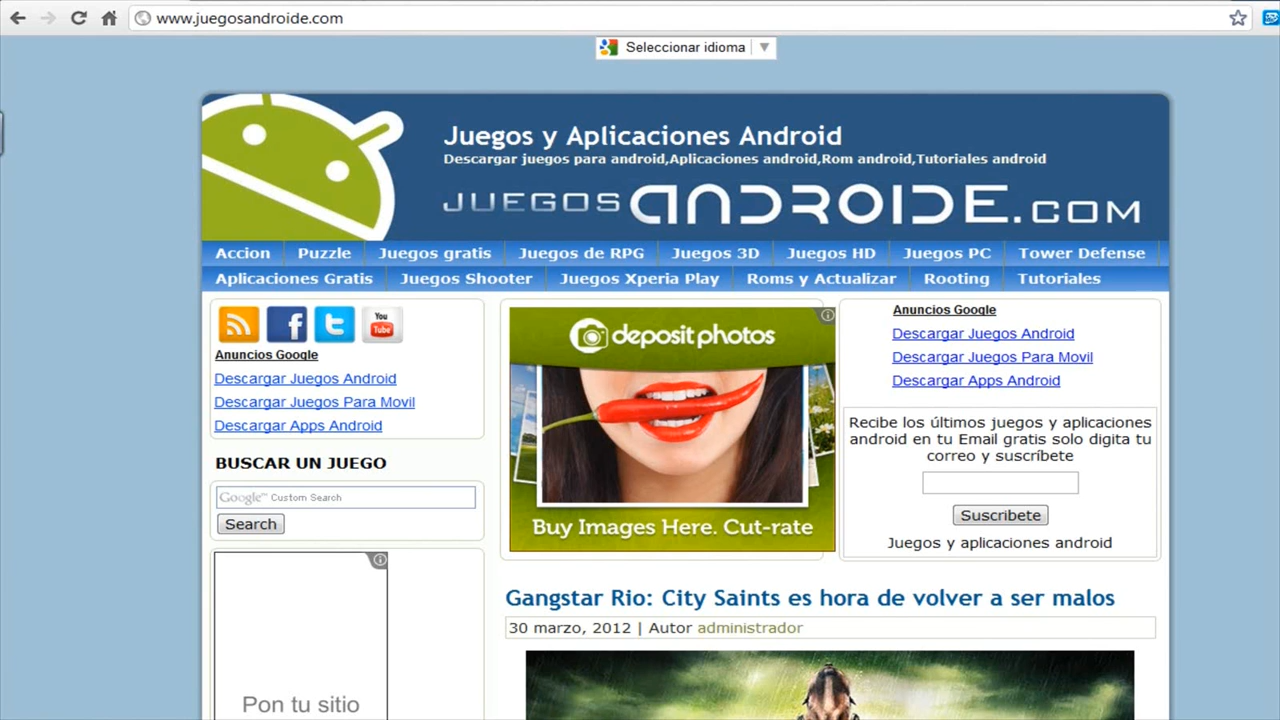 www.juegosandroide.com
Seleccionar idioma
Juegos y Aplicaciones Android
Descargar juegos para android,Aplicaciones android,Rom android,Tutoriales android
JUEGOSANDROIDE.COM
Accion Puzzle Juegos gratis Juegos de RPG Juegos 3D Juegos HD Juegos PC Tower Defense
Aplicaciones Gratis Juegos Shooter Juegos Xperia Play Roms y Actualizar Rooting Tutoriales
You
Tube
Anuncios Google
Descargar Juegos Android
Descargar Juegos Para Movil
Descargar Apps Android
BUSCAR UN JUEGO
Google™ Custom Search
Search
Pon tu sitio
depositphotos
Buy Images Here. Cut-rate
Anuncios Google
Descargar Juegos Android
Descargar Juegos Para Movil
Descargar Apps Android
Recibe los últimos juegos y aplicaciones
android en tu Email gratis solo digita tu
correo y suscríbete
Suscribete
Juegos y aplicaciones android
Gangstar Rio: City Saints es hora de volver a ser malos
30 marzo, 2012 | Autor administrador